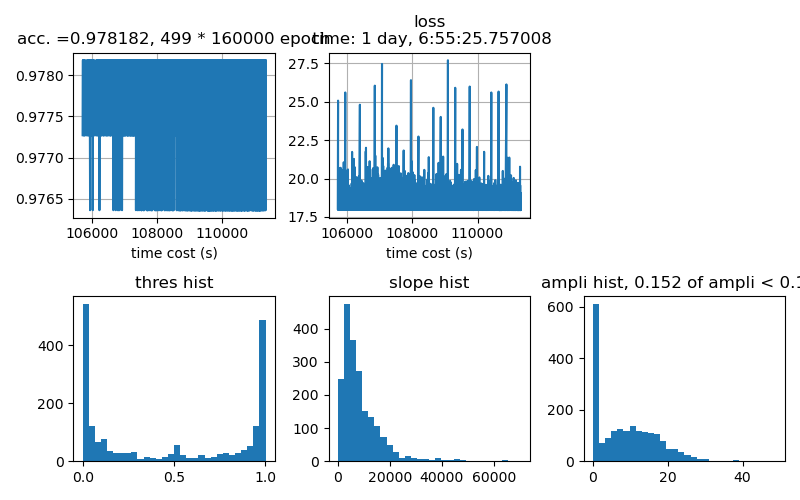 acc. =0.978182, 499 * 160000 epoch
loss
time: 1 day, 6:55:25.757008
0.9780
0.9775
0.9770
0.9765
106000 108000 110000
time cost (s)
27.5
25.0
22.5
20.0
17.5
106000 108000 110000
time cost (s)
thres hist
400
200
0
0.0 0.5 1.0
slope hist
400
300
200
100
0
0 20000 40000 60000
ampli hist, 0.152 of ampli < 0.1
600
400
200
0
0 20 40